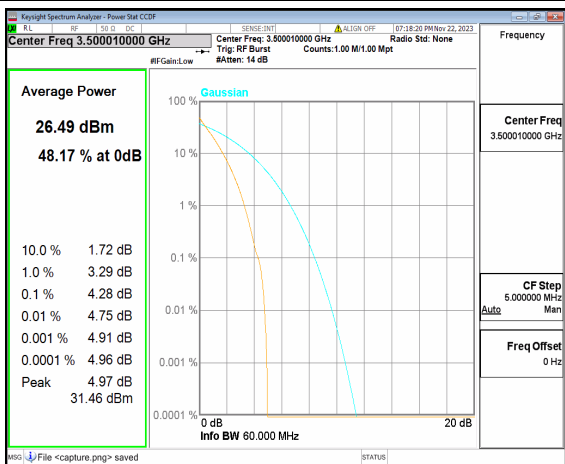 Keysight Spectrum Analyzer - Power Stat CCDF
RL RF 50 Ω DC SENSE:INT ALIGN OFF 07:18:20 PM Nov 22, 2023
Center Freq 3.500010000 GHz
Center Freq: 3.500010000 GHz Radio Std: None
Trig: RF Burst Counts:1.00 M/1.00 Mpt
#IFGain:Low #Atten: 14 dB
Frequency
Average Power
26.49 dBm
48.17 % at 0dB
10.0 % 1.72 dB
1.0 % 3.29 dB
0.1 % 4.28 dB
0.01 % 4.75 dB
0.001 % 4.91 dB
0.0001 % 4.96 dB
Peak 4.97 dB
31.46 dBm
Gaussian
100 %
10 %
1 %
0.1 %
0.01 %
0.001 %
0.0001 %
0 dB 20 dB
Info BW 60.000 MHz
Center Freq
3.500010000 GHz
CF Step
5.000000 MHz
Auto Man
Freq Offset
0 Hz
MSG File <capture.png> saved STATUS